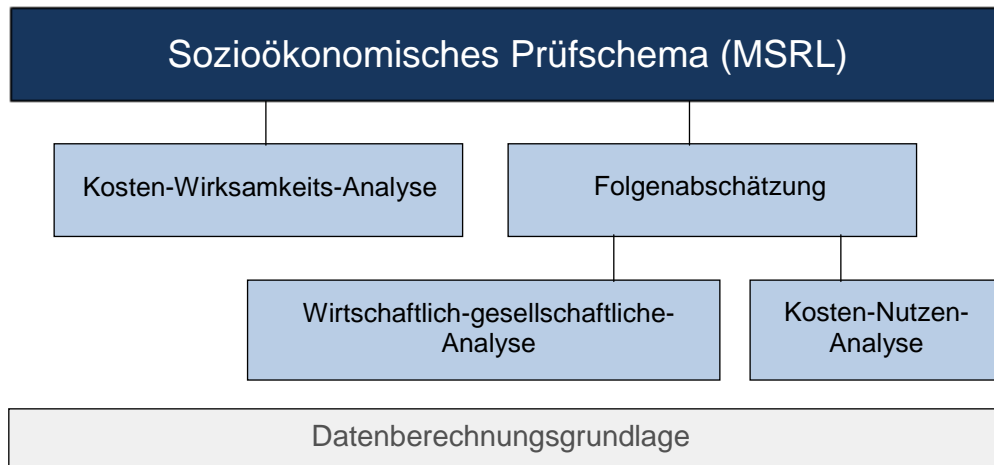 Sozioökonomisches Prüfschema (MSRL)
Kosten-Wirksamkeits-Analyse
Folgenabschätzung
Wirtschaftlich-gesellschaftliche-
Analyse
Kosten-Nutzen-
Analyse
Datenberechnungsgrundlage